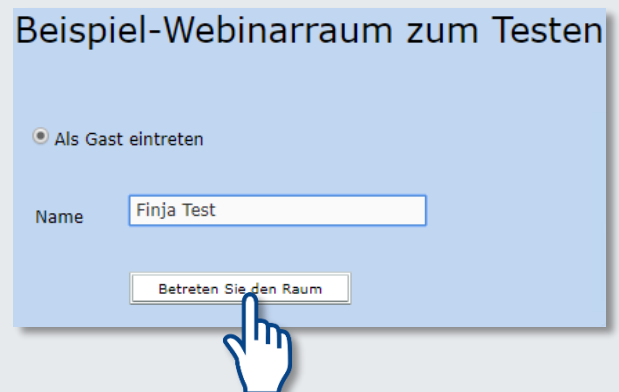 Beispiel-Webinarraum zum Testen
Als Gast eintreten
Name Finja Test
Betreten Sie den Raum